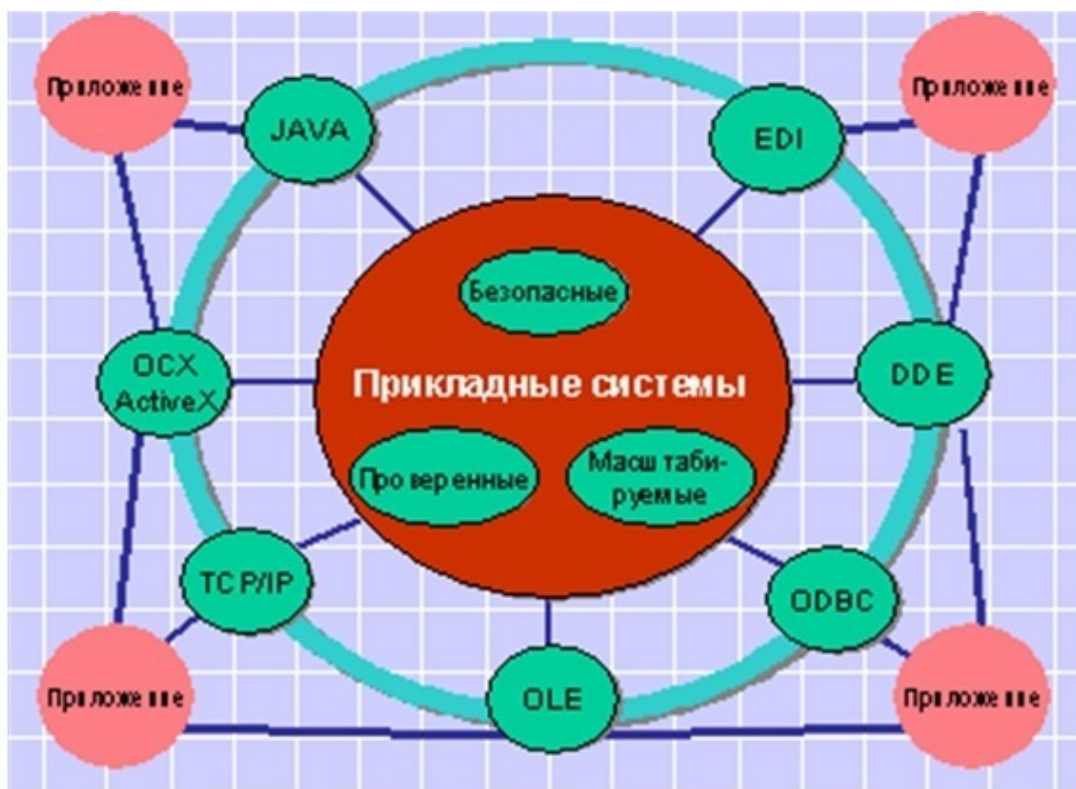 Приложение
Приложение
JAVA
EDI
Безопасные
OCX
ActiveX
Прикладные системы
DDE
Проверенные
Масштаби-
руемые
TCP/IP
ODBC
Приложение
OLE
Приложение